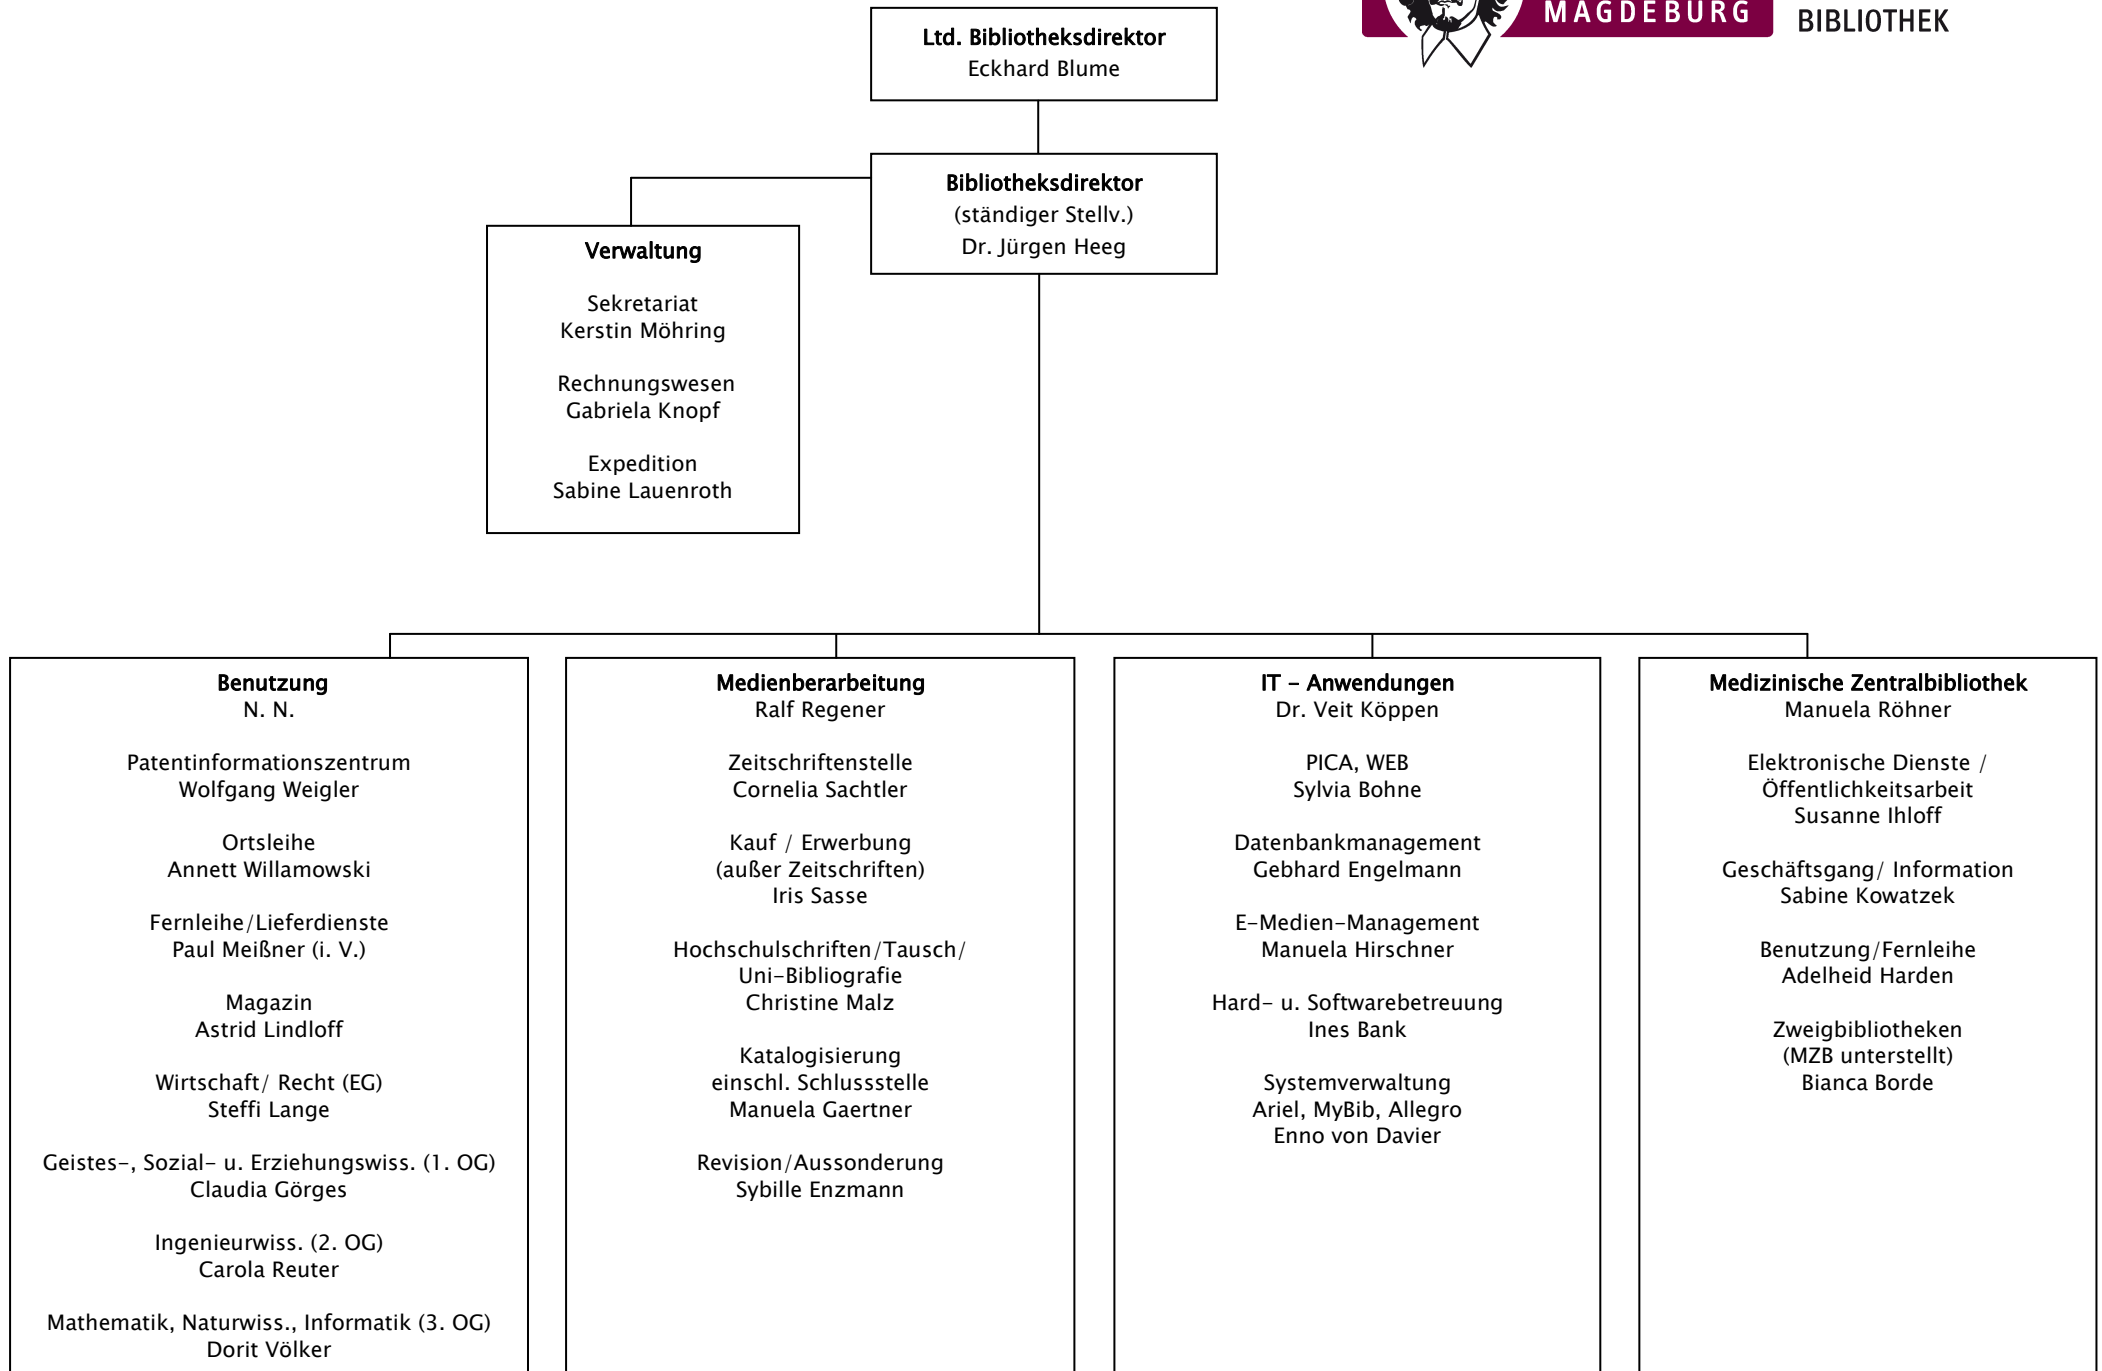 MAGDEBURG
BIBLIOTHEK
Ltd. Bibliotheksdirektor
Eckhard Blume
Bibliotheksdirektor
(ständiger Stellv.)
Dr. Jürgen Heeg
Verwaltung
Sekretariat
Kerstin Möhring
Rechnungswesen
Gabriela Knopf
Expedition
Sabine Lauenroth
Benutzung
N. N.
Patentinformationszentrum
Wolfgang Weigler
Ortsleihe
Annett Willamowski
Fernleihe/Lieferdienste
Paul Meißner (i. V.)
Magazin
Astrid Lindloff
Wirtschaft/ Recht (EG)
Steffi Lange
Geistes-, Sozial- u. Erziehungswiss. (1. OG)
Claudia Görges
Ingenieurwiss. (2. OG)
Carola Reuter
Mathematik, Naturwiss., Informatik (3. OG)
Dorit Völker
Medienberarbeitung
Ralf Regener
Zeitschriftenstelle
Cornelia Sachtler
Kauf / Erwerbung
(außer Zeitschriften)
Iris Sasse
Hochschulschriften/Tausch/
Uni-Bibliografie
Christine Malz
Katalogisierung
einschl. Schlussstelle
Manuela Gaertner
Revision/Aussonderung
Sybille Enzmann
IT - Anwendungen
Dr. Veit Köppen
PICA, WEB
Sylvia Bohne
Datenbankmanagement
Gebhard Engelmann
E-Medien-Management
Manuela Hirschner
Hard- u. Softwarebetreuung
Ines Bank
Systemverwaltung
Ariel, MyBib, Allegro
Enno von Davier
Medizinische Zentralbibliothek
Manuela Röhner
Elektronische Dienste /
Öffentlichkeitsarbeit
Susanne Ihloff
Geschäftsgang/ Information
Sabine Kowatzek
Benutzung/Fernleihe
Adelheid Harden
Zweigbibliotheken
(MZB unterstellt)
Bianca Borde